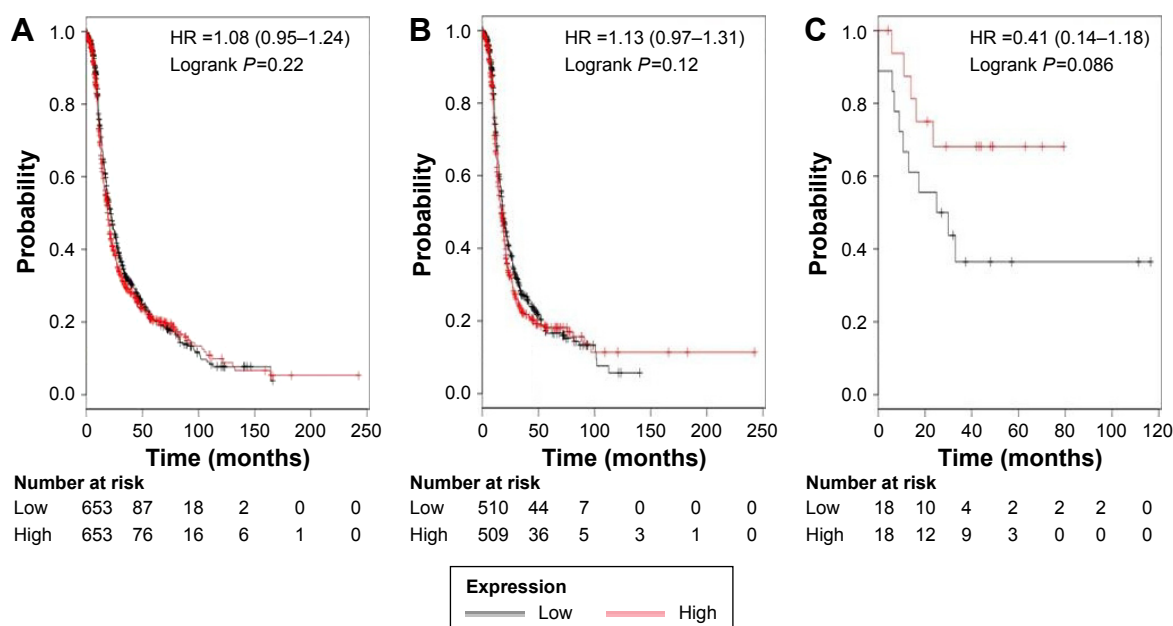 A
HR =1.08 (0.95–1.24)
Logrank P=0.22
Probability
1.0
0.8
0.6
0.4
0.2
0.0
0 50 100 150 200 250
Time (months)
Number at risk
Low 653 87 18 2 0 0
High 653 76 16 6 1 0
B
HR =1.13 (0.97–1.31)
Logrank P=0.12
Probability
1.0
0.8
0.6
0.4
0.2
0.0
0 50 100 150 200 250
Time (months)
Number at risk
Low 510 44 7 0 0 0
High 509 36 5 3 1 0
C
HR =0.41 (0.14–1.18)
Logrank P=0.086
Probability
1.0
0.8
0.6
0.4
0.2
0.0
0 20 40 60 80 100 120
Time (months)
Number at risk
Low 18 10 4 2 2 2 0
High 18 12 9 3 0 0 0
Expression
Low High